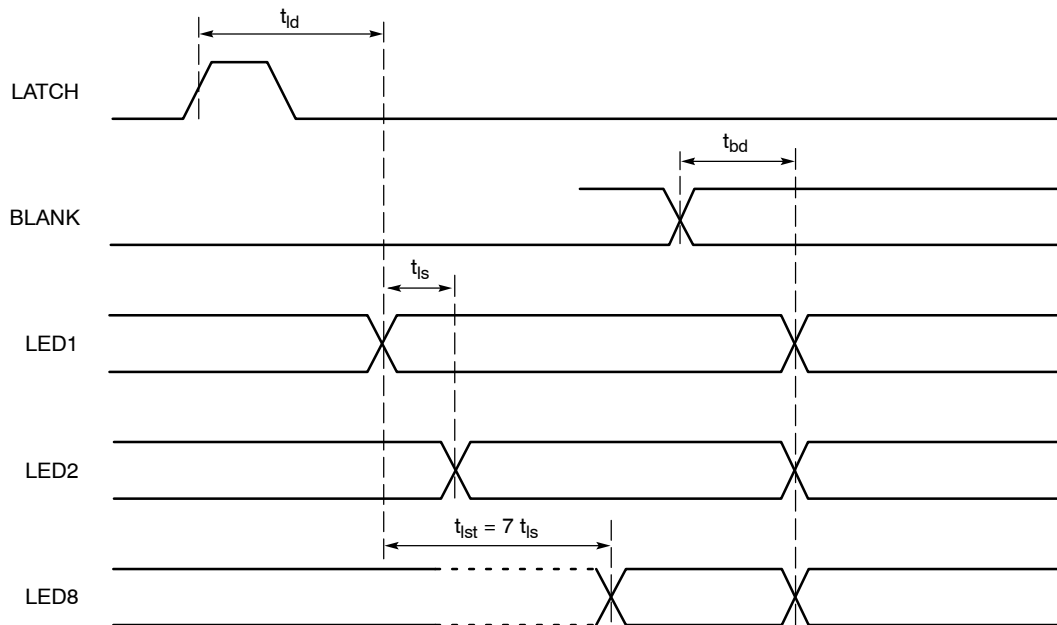 t_ld
LATCH
t_bd
BLANK
t_ls
LED1
LED2
t_lst = 7 t_ls
LED8